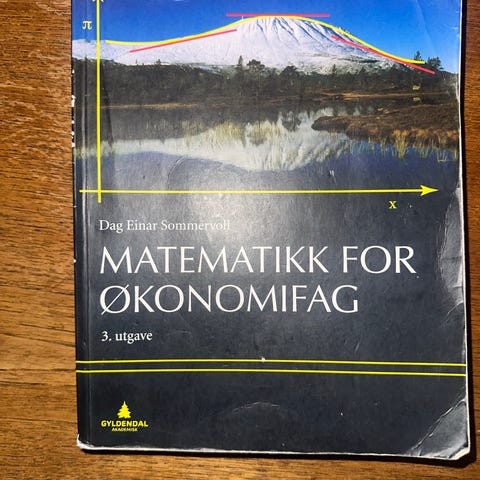 π
x
Dag Einar Sommervoll
MATEMATIKK FOR
ØKONOMIFAG
3. utgave
GYLDENDAL
AKADEMISK